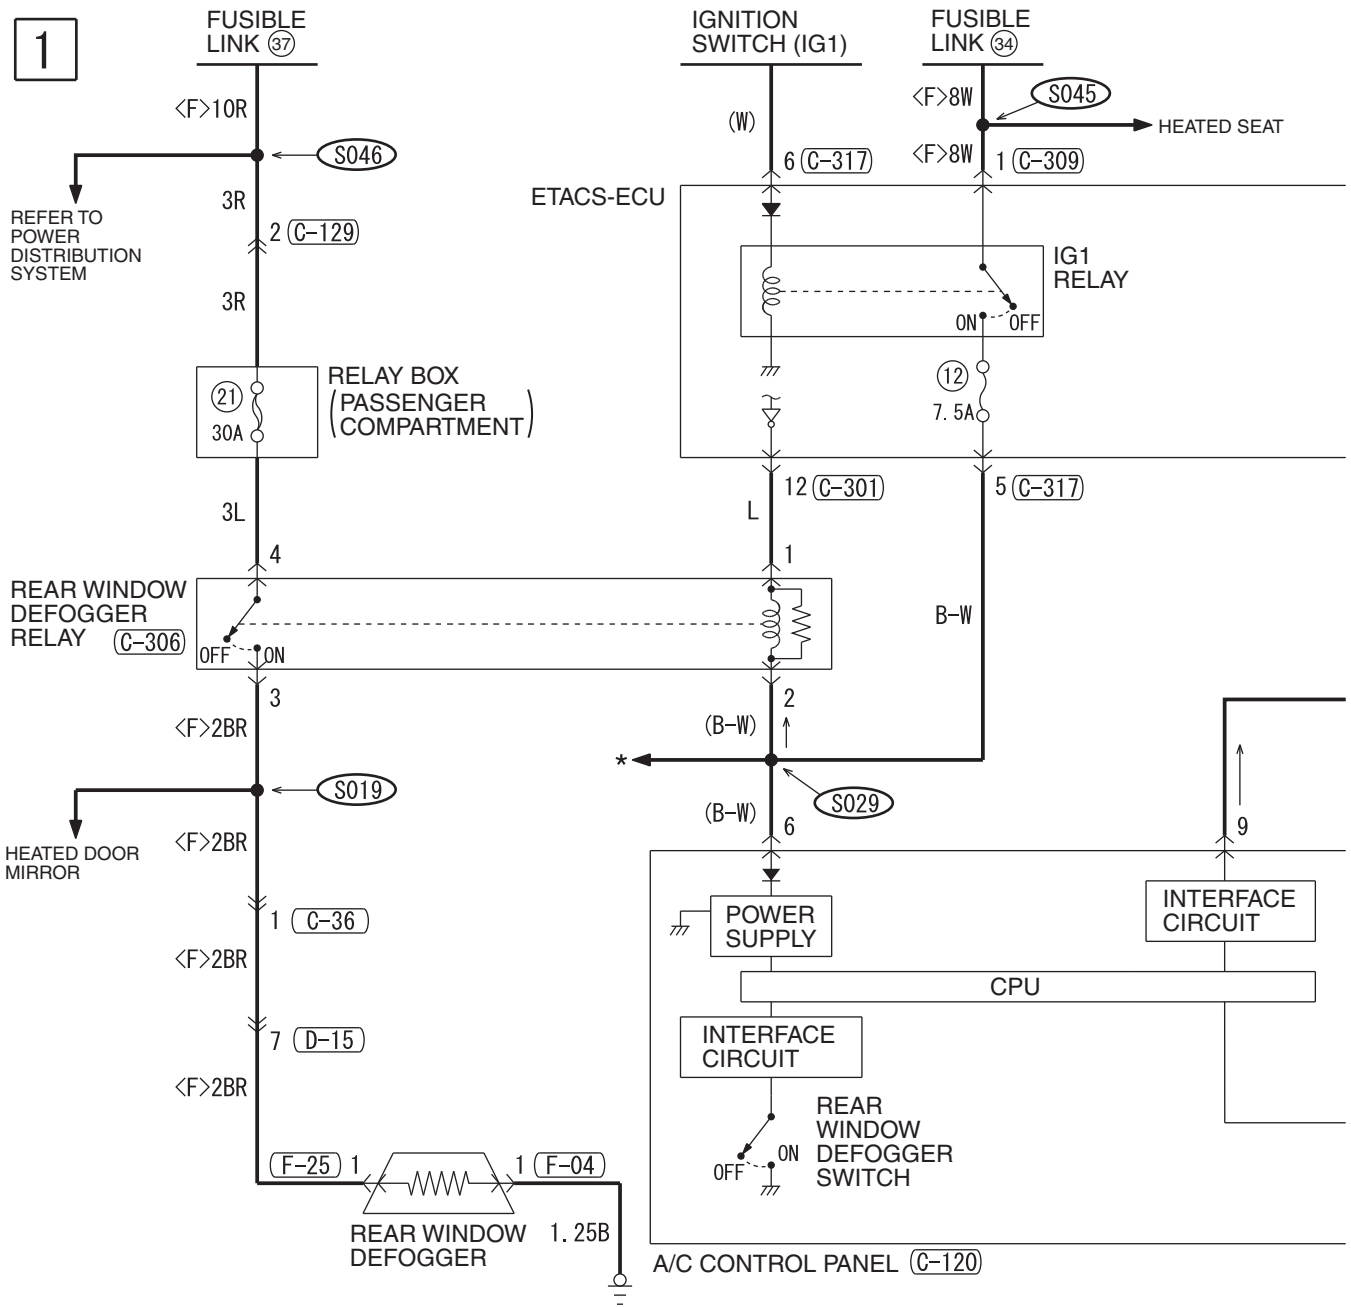 1
FUSIBLE
LINK 37
IGNITION
SWITCH (IG1)
FUSIBLE
LINK 34
<F>10R
(W)
<F>8W
S045
HEATED SEAT
S046
<F>8W
6 C-317
1 C-309
3R
ETACS-ECU
REFER TO
POWER
DISTRIBUTION
SYSTEM
2 C-129
IG1
RELAY
3R
ON OFF
21
30A
RELAY BOX
(PASSENGER
COMPARTMENT)
12
7.5A
12 C-301
5 C-317
3L
L
4
1
REAR WINDOW
DEFOGGER
RELAY C-306
OFF ON
B-W
3
2
<F>2BR
(B-W)
*
S019
S029
<F>2BR
(B-W)
6
9
HEATED DOOR
MIRROR
POWER
SUPPLY
INTERFACE
CIRCUIT
1 C-36
<F>2BR
CPU
7 D-15
INTERFACE
CIRCUIT
<F>2BR
REAR
WINDOW
DEFOGGER
SWITCH
OFF ON
F-25 1
1 F-04
REAR WINDOW
DEFOGGER
1.25B
A/C CONTROL PANEL C-120